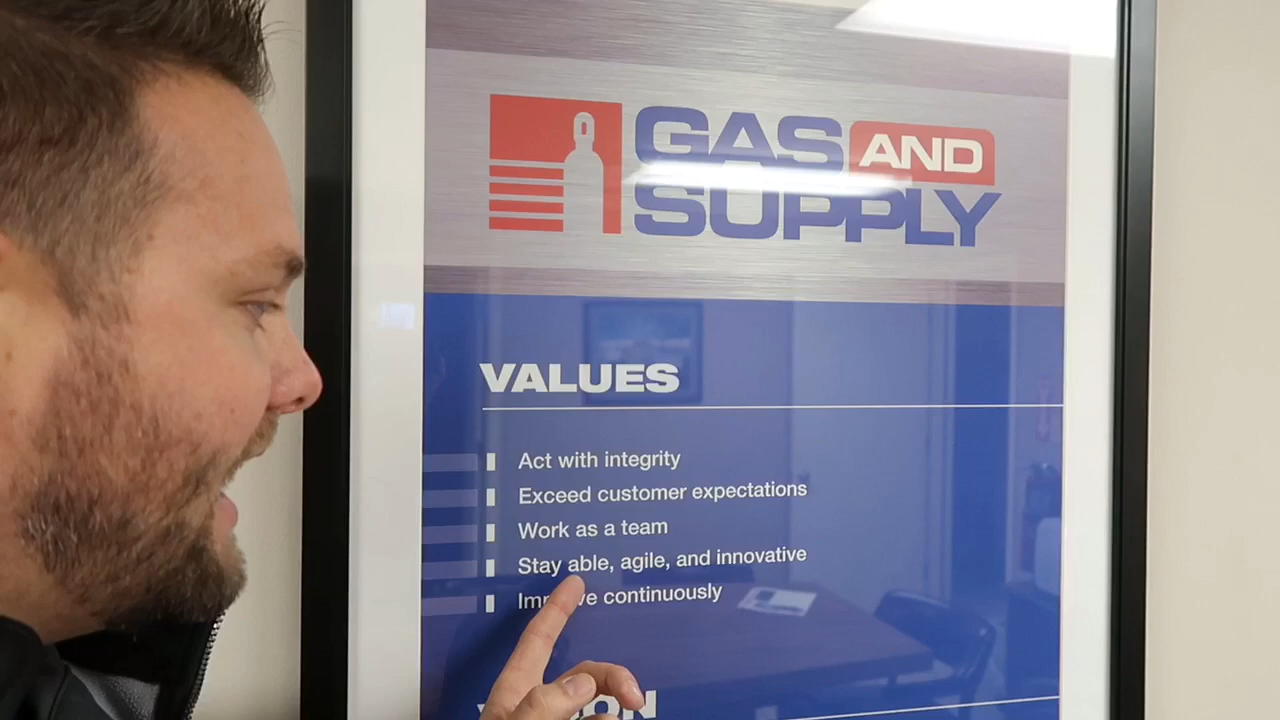 GAS AND
SUPPLY
VALUES
Act with integrity
Exceed customer expectations
Work as a team
Stay able, agile, and innovative
continuously